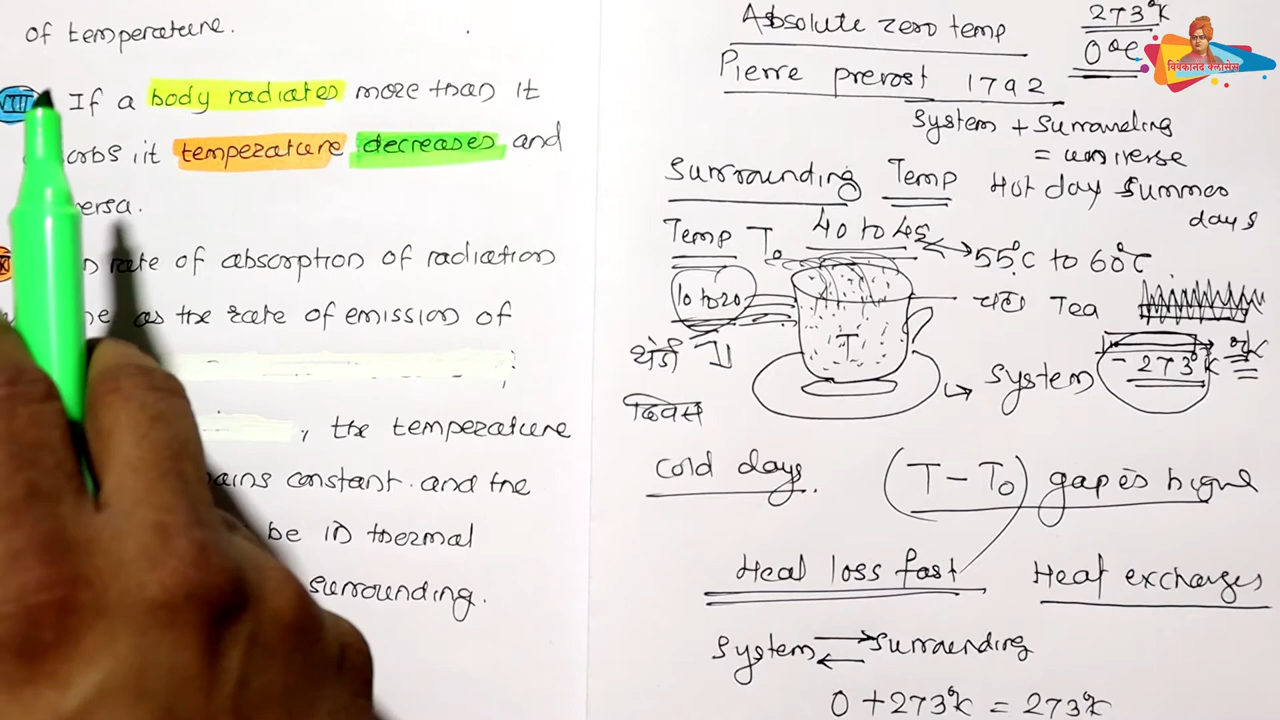 of temperature.
If a body radiates more than it
it temperature decreases and
versa.
rate of absorption of radiation
as the rate of emission of
, the temperature
constant and the
be in thermal
surrounding.
Absolute zero temp
273°K
0°C
विवेकानंद क्लासेस
Pierre prevost 1792
System + Surrounding
= universe
Surrounding Temp Hot day Summer
days
Temp T₀ 40 to 45
55°C to 60°C
10 to 20
चहा Tea
थंडी
T
System
-273°K
°K
दिवस
cold days.
(T - T₀) gap is
Heat loss fast
Heat exchanges
System ⇄ Surrounding
0 + 273°K = 273°K